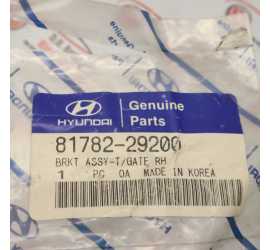 HYUNDAI
Genuine
Parts
81782-29200
BRKT ASSY-T/GATE RH
1 PC OA MADE IN KOREA